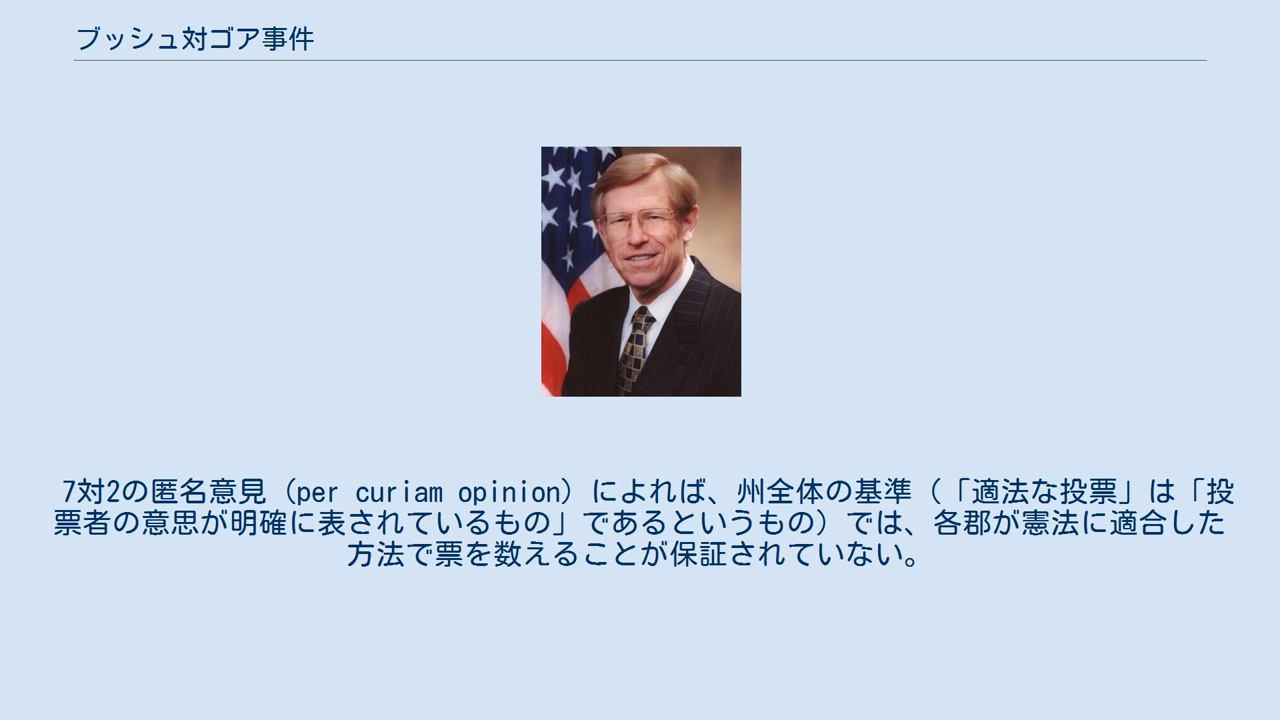 ブッシュ対ゴア事件
7対2の匿名意見（per curiam opinion）によれば、州全体の基準（「適法な投票」は「投
票者の意思が明確に表されているもの」であるというもの）では、各郡が憲法に適合した
方法で票を数えることが保証されていない。